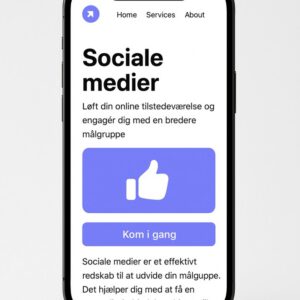 Home Services About
Sociale
medier
Løft din online tilstedeværelse og
engagér dig med en bredere
målgruppe
Kom i gang
Sociale medier er et effektivt
redskab til at udvide din målgruppe.
Det hjælper dig med at få en